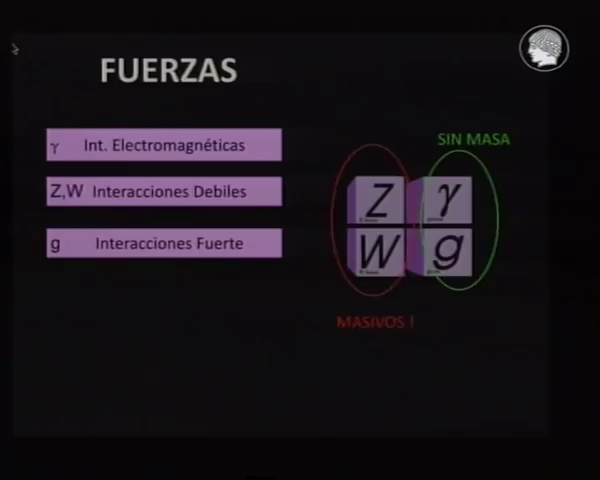 FUERZAS
γ Int. Electromagnéticas
Z,W Interacciones Debiles
g Interacciones Fuerte
SIN MASA
Z γ
W g
MASIVOS !